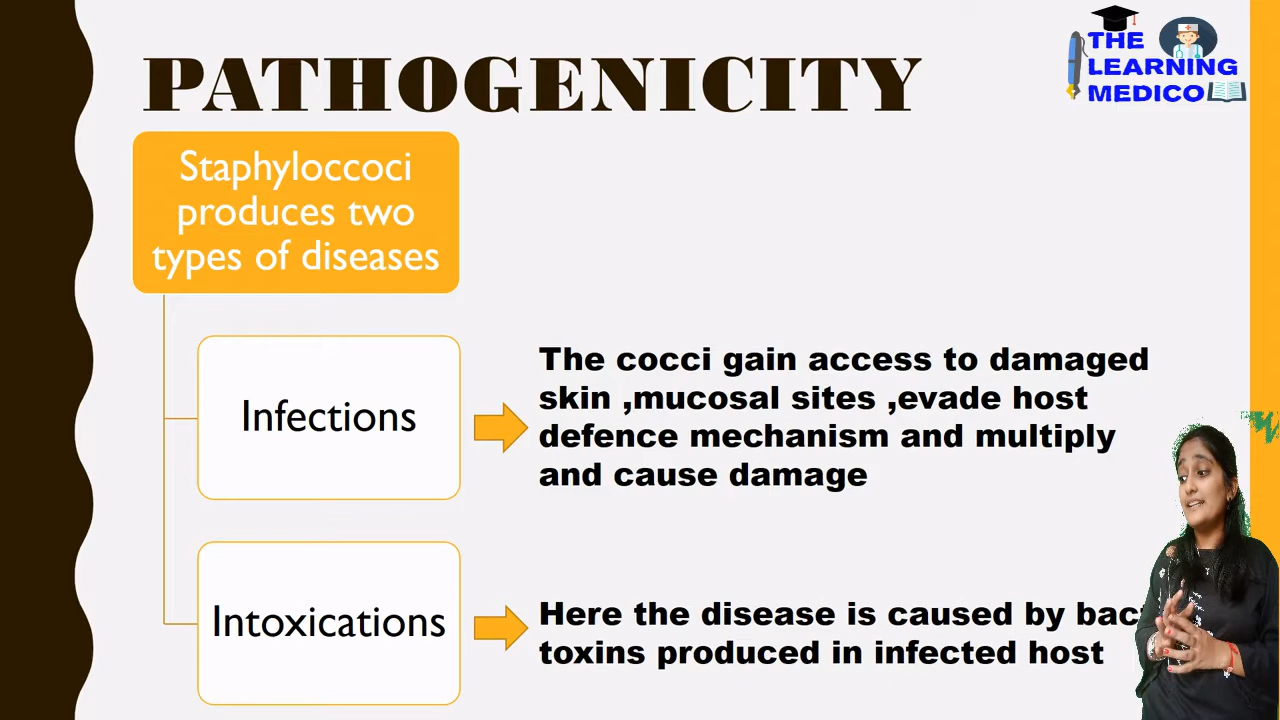 PATHOGENICITY
THE
LEARNING
MEDICO
Staphyloccoci
produces two
types of diseases
Infections
The cocci gain access to damaged
skin ,mucosal sites ,evade host
defence mechanism and multiply
and cause damage
Intoxications
Here the disease is caused by
toxins produced in infected host